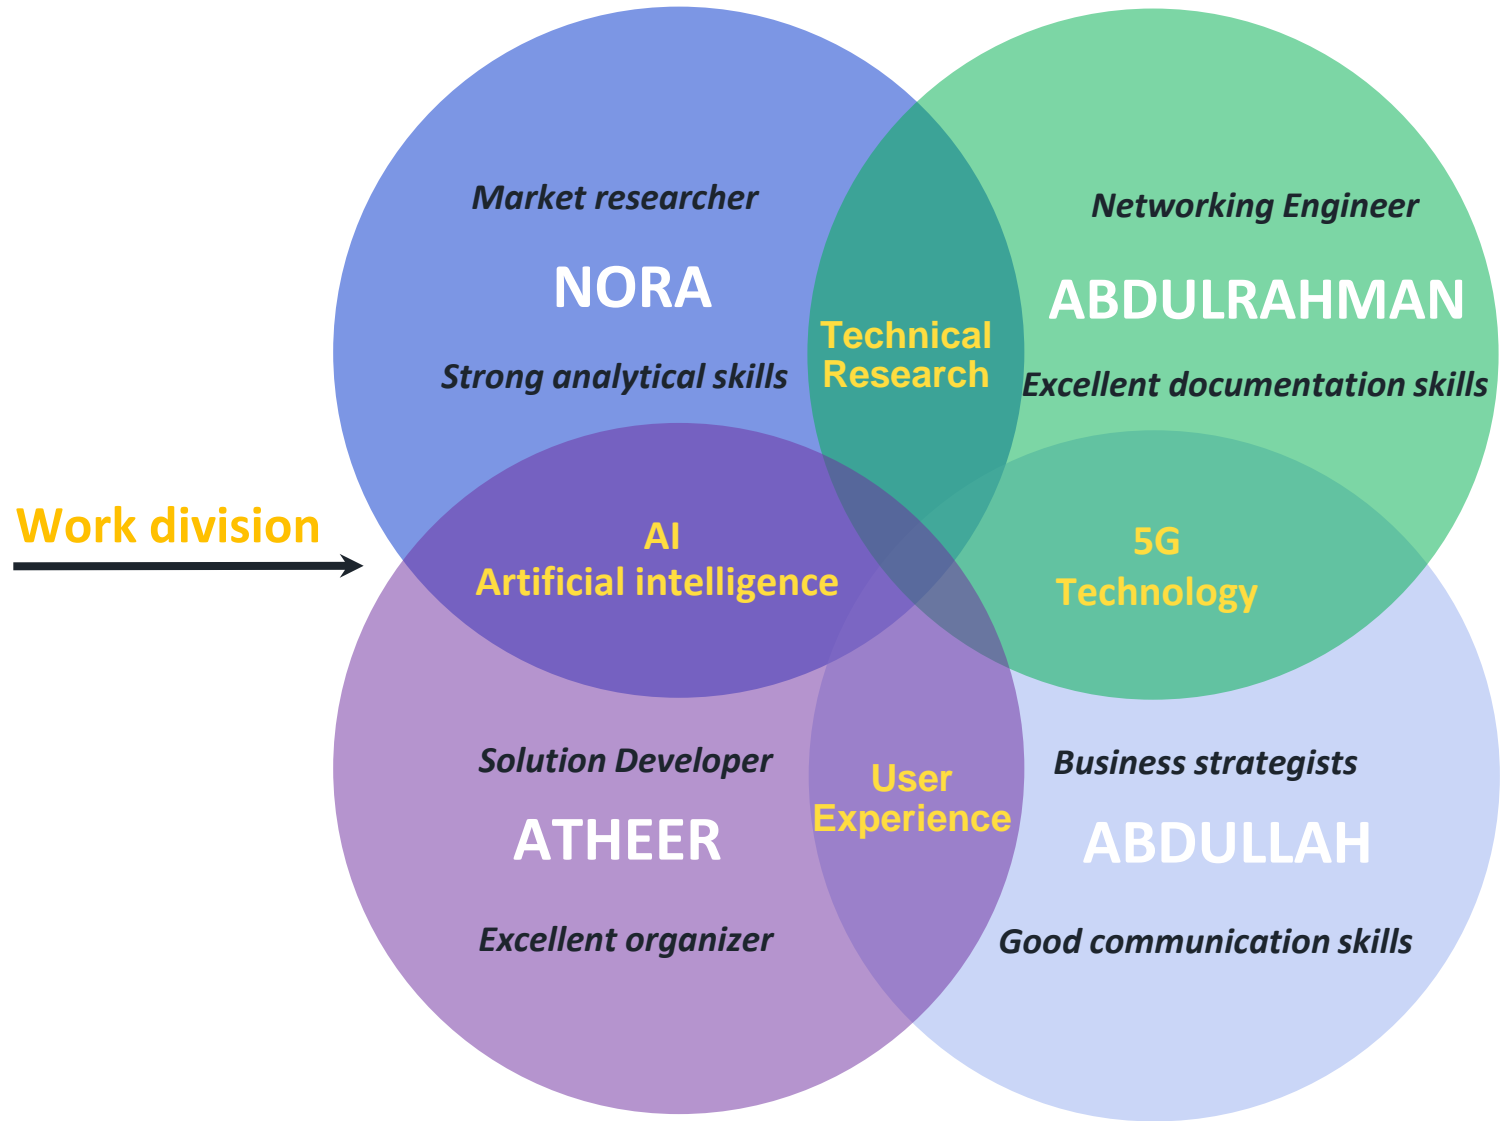 Market researcher
NORA
Strong analytical skills
Networking Engineer
ABDULRAHMAN
Excellent documentation skills
Technical
Research
Work division
AI
Artificial intelligence
5G
Technology
Solution Developer
ATHEER
Excellent organizer
User
Experience
Business strategists
ABDULLAH
Good communication skills